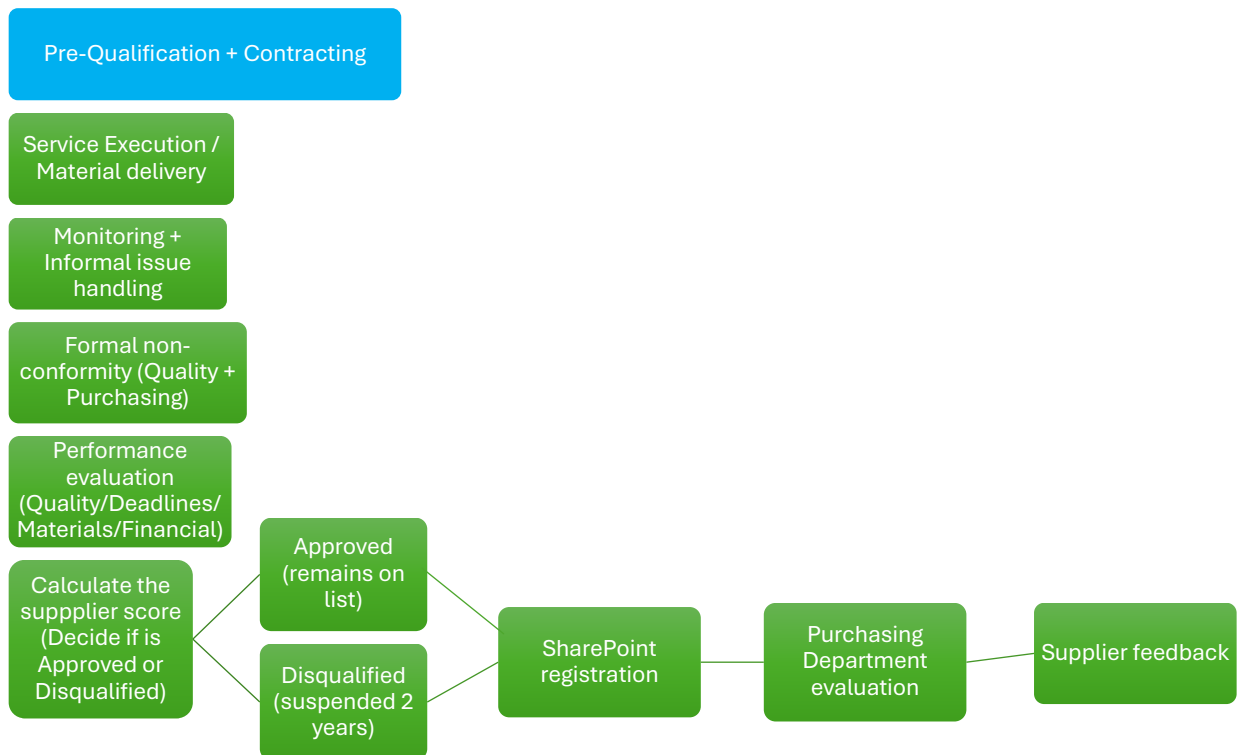 Pre-Qualification + Contracting
Service Execution /
Material delivery
Monitoring +
Informal issue
handling
Formal non-
conformity (Quality +
Purchasing)
Performance
evaluation
(Quality/Deadlines/
Materials/Financial)
Calculate the
suppplier score
(Decide if is
Approved or
Disqualified)
Approved
(remains on
list)
Disqualified
(suspended 2
years)
SharePoint
registration
Purchasing
Department
evaluation
Supplier feedback